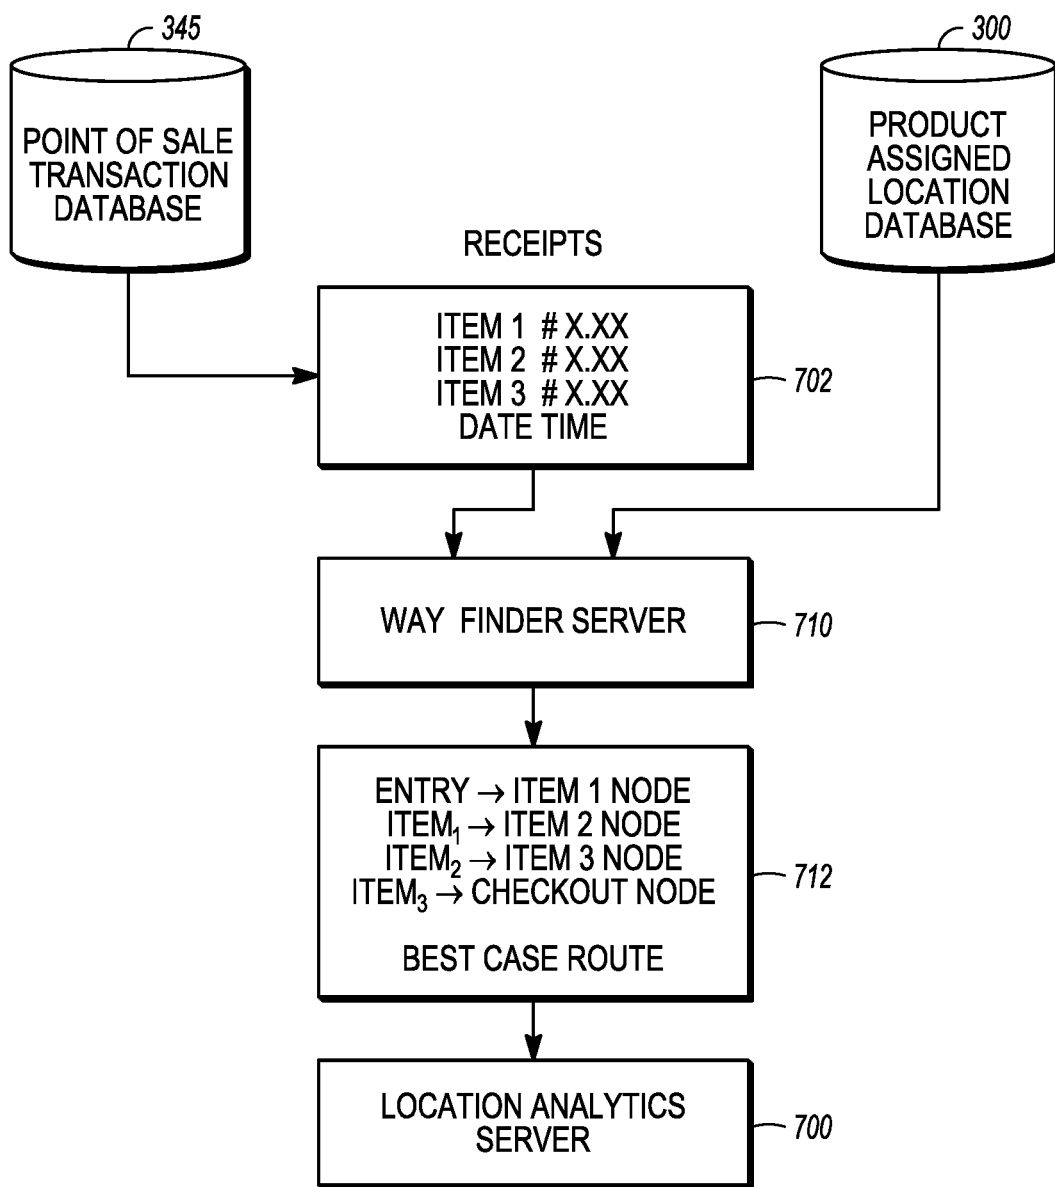 345
300
POINT OF SALE
TRANSACTION
DATABASE
PRODUCT
ASSIGNED
LOCATION
DATABASE
RECEIPTS
ITEM 1 # X.XX
ITEM 2 # X.XX
ITEM 3 # X.XX
DATE TIME
702
WAY FINDER SERVER
710
ENTRY → ITEM 1 NODE
ITEM₁ → ITEM 2 NODE
ITEM₂ → ITEM 3 NODE
ITEM₃ → CHECKOUT NODE
BEST CASE ROUTE
712
LOCATION ANALYTICS
SERVER
700